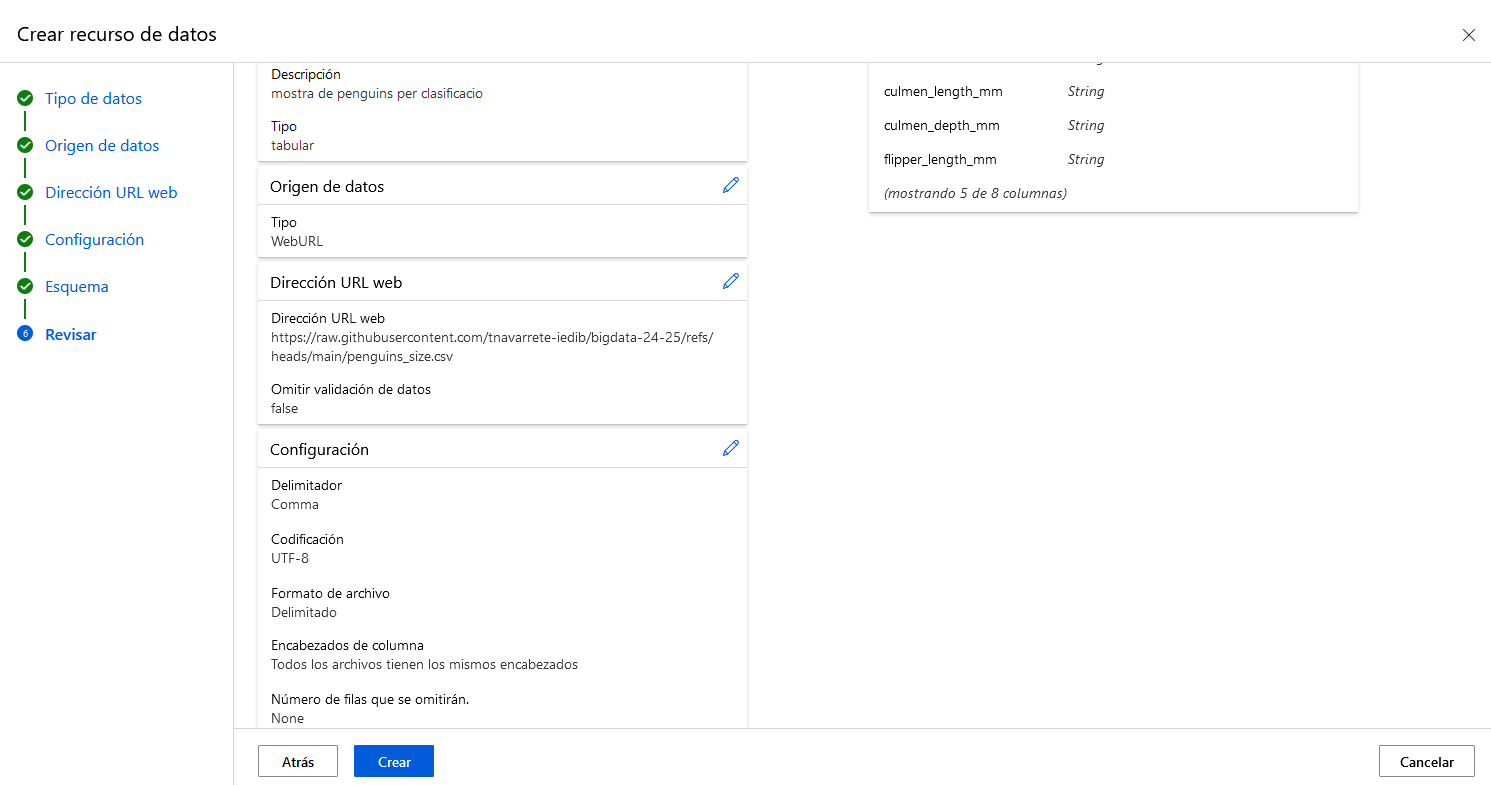 Crear recurso de datos
Tipo de datos
Origen de datos
Dirección URL web
Configuración
Esquema
6
Revisar
Descripción
mostra de penguins per clasificacio
Tipo
tabular
Origen de datos
Tipo
WebURL
Dirección URL web
Dirección URL web
https://raw.githubusercontent.com/tnavarrete-iedib/bigdata-24-25/refs/
heads/main/penguins_size.csv
Omitir validación de datos
false
Configuración
Delimitador
Comma
Codificación
UTF-8
Formato de archivo
Delimitado
Encabezados de columna
Todos los archivos tienen los mismos encabezados
Número de filas que se omitirán.
None
culmen_length_mm String
culmen_depth_mm String
flipper_length_mm String
(mostrando 5 de 8 columnas)
Atrás
Crear
Cancelar